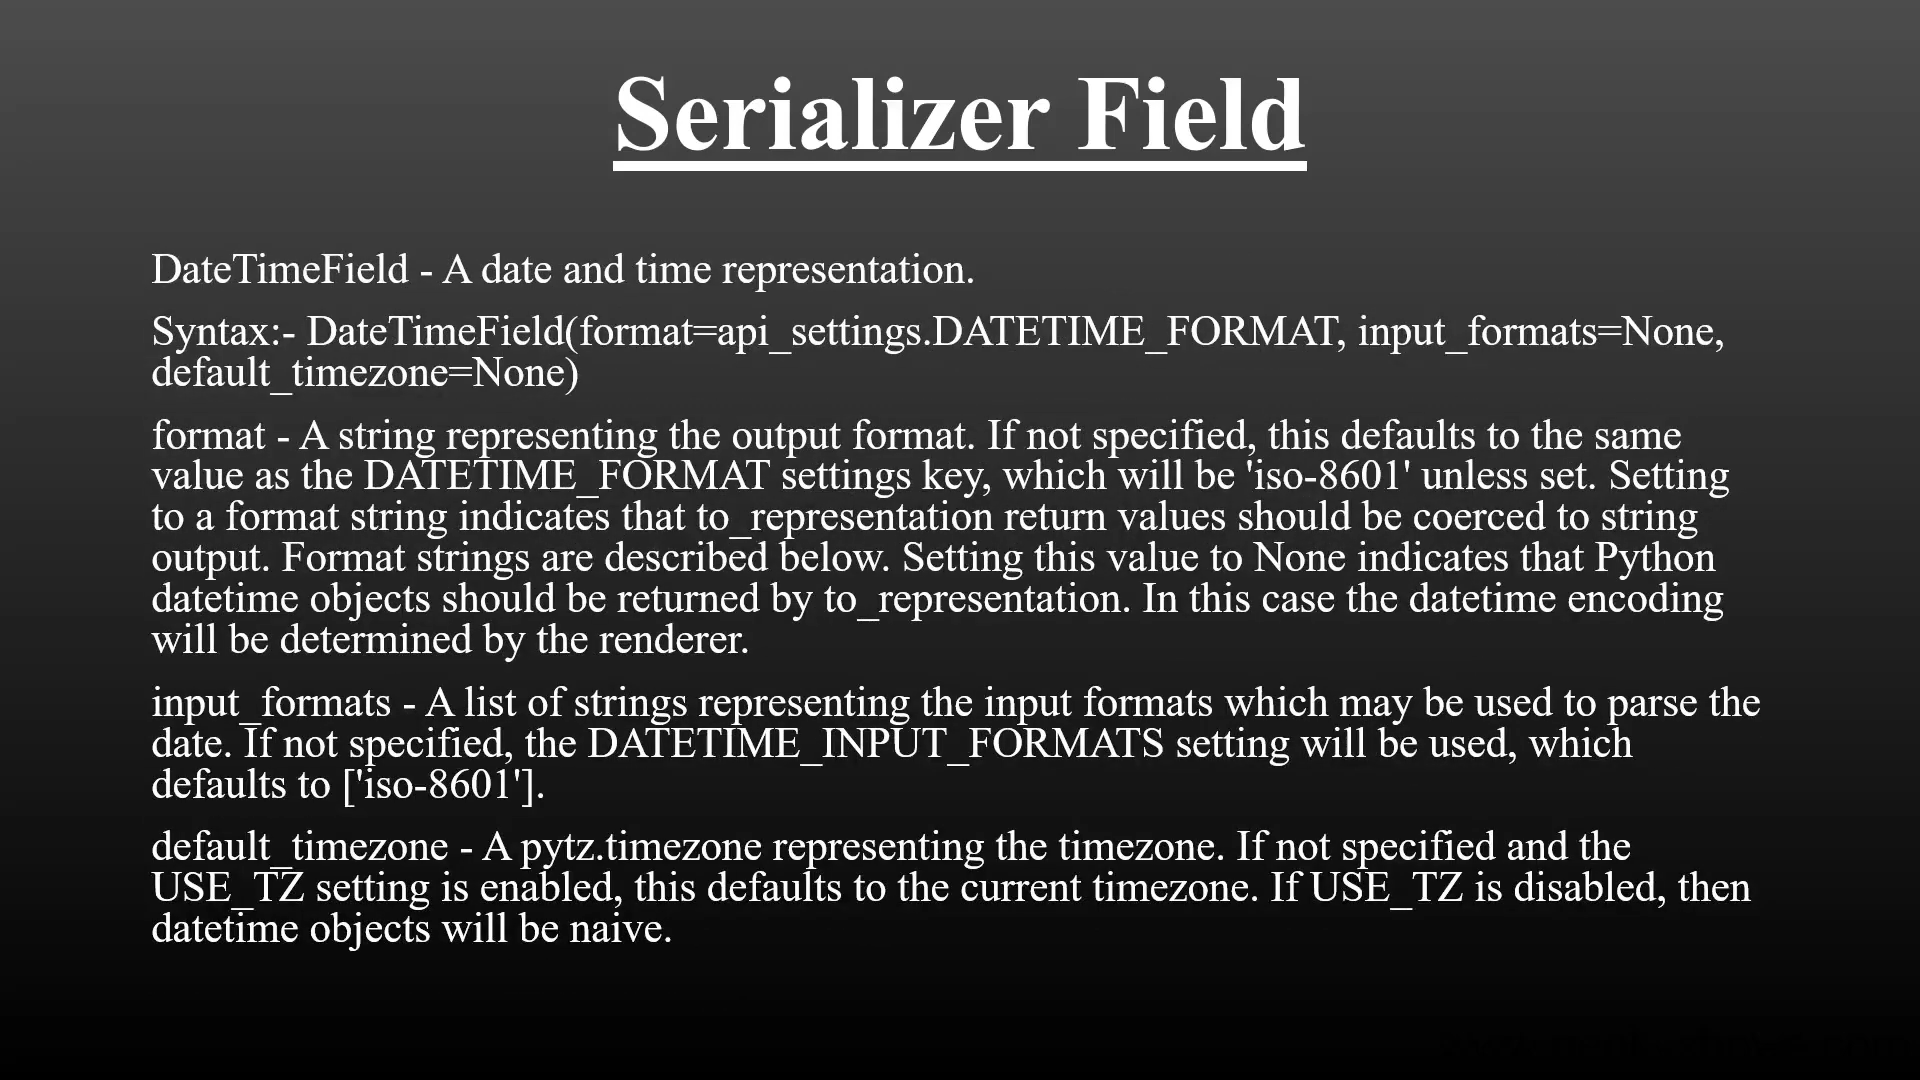 Serializer Field
DateTimeField - A date and time representation.
Syntax:- DateTimeField(format=api_settings.DATETIME_FORMAT, input_formats=None,
default_timezone=None)
format - A string representing the output format. If not specified, this defaults to the same
value as the DATETIME_FORMAT settings key, which will be 'iso-8601' unless set. Setting
to a format string indicates that to_representation return values should be coerced to string
output. Format strings are described below. Setting this value to None indicates that Python
datetime objects should be returned by to_representation. In this case the datetime encoding
will be determined by the renderer.
input_formats - A list of strings representing the input formats which may be used to parse the
date. If not specified, the DATETIME_INPUT_FORMATS setting will be used, which
defaults to ['iso-8601'].
default_timezone - A pytz.timezone representing the timezone. If not specified and the
USE_TZ setting is enabled, this defaults to the current timezone. If USE_TZ is disabled, then
datetime objects will be naive.